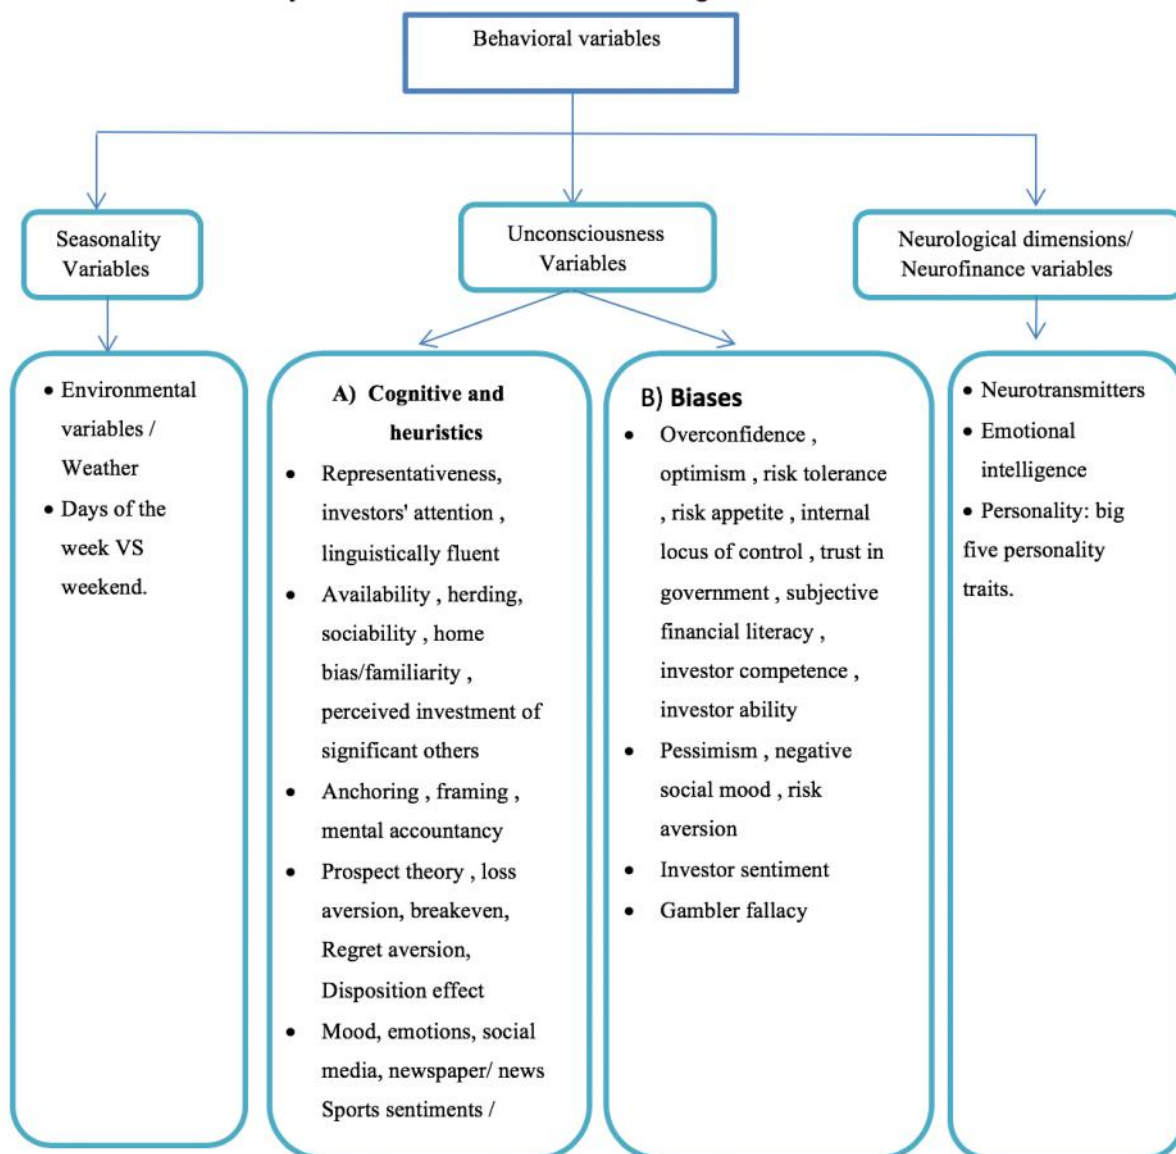 Behavioral variables
Seasonality
Variables
Unconsciousness
Variables
Neurological dimensions/
Neurofinance variables
• Environmental
variables /
Weather
• Days of the
week VS
weekend.
A) Cognitive and
heuristics
• Representativeness,
investors' attention ,
linguistically fluent
• Availability , herding,
sociability , home
bias/familiarity ,
perceived investment of
significant others
• Anchoring , framing ,
mental accountancy
• Prospect theory , loss
aversion, breakeven,
Regret aversion,
Disposition effect
• Mood, emotions, social
media, newspaper/ news
Sports sentiments /
B) Biases
• Overconfidence ,
optimism , risk tolerance
, risk appetite , internal
locus of control , trust in
government , subjective
financial literacy ,
investor competence ,
investor ability
• Pessimism , negative
social mood , risk
aversion
• Investor sentiment
• Gambler fallacy
• Neurotransmitters
• Emotional
intelligence
• Personality: big
five personality
traits.